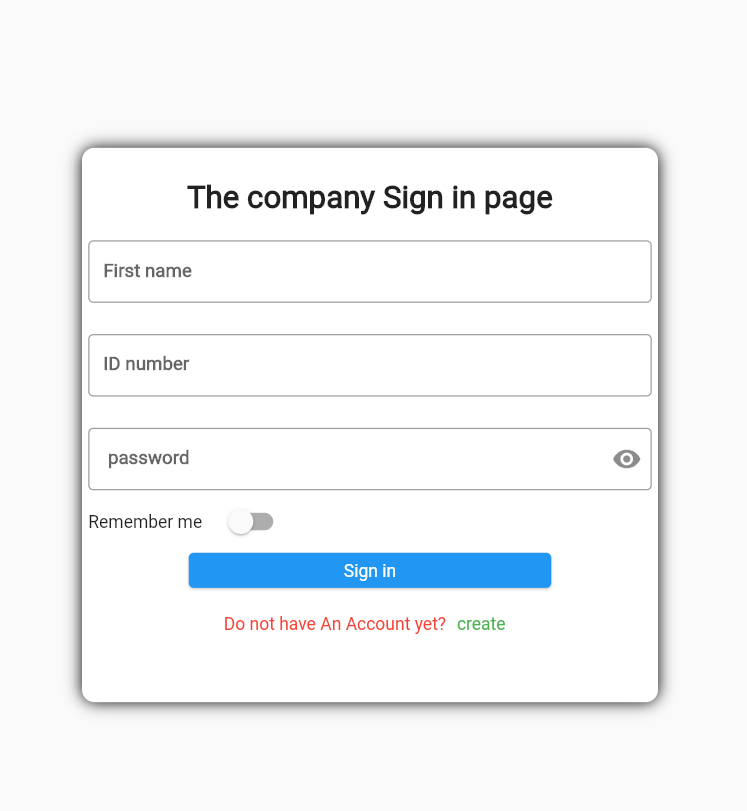 The company Sign in page
First name
ID number
password
Remember me
Sign in
Do not have An Account yet? create